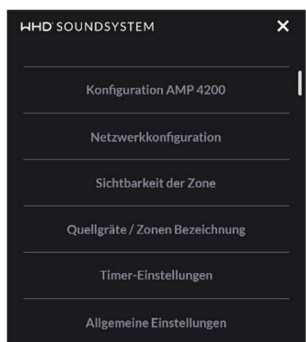 WHD SOUNDSYSTEM
Konfiguration AMP 4200
Netzwerkkonfiguration
Sichtbarkeit der Zone
Quellgräte / Zonen Bezeichnung
Timer-Einstellungen
Allgemeine Einstellungen